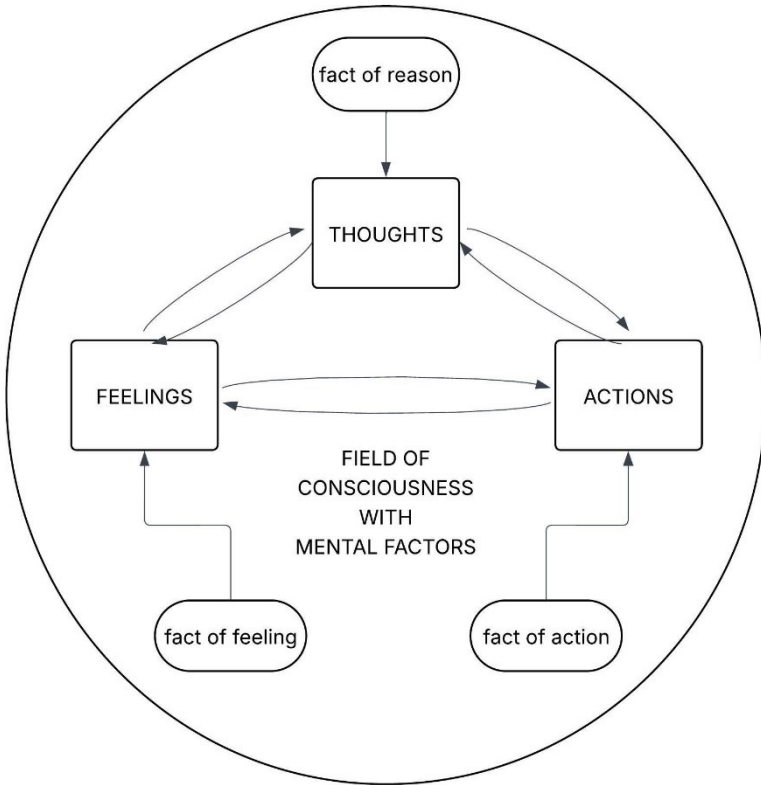 fact of reason
THOUGHTS
FEELINGS
ACTIONS
FIELD OF
CONSCIOUSNESS
WITH
MENTAL FACTORS
fact of feeling
fact of action